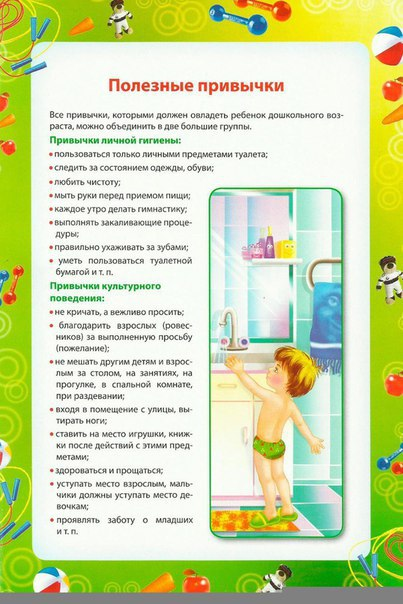 Полезные привычки
Все привычки, которыми должен овладеть ребенок дошкольного воз-
раста, можно объединить в две большие группы.
Привычки личной гигиены:
• пользоваться только личными предметами туалета;
• следить за состоянием одежды, обуви;
• любить чистоту;
• мыть руки перед приемом пищи;
• каждое утро делать гимнастику;
• выполнять закаливающие проце-
дуры;
• правильно ухаживать за зубами;
• уметь пользоваться туалетной
бумагой и т. п.
Привычки культурного
поведения:
• не кричать, а вежливо просить;
• благодарить взрослых (ровес-
ников) за выполненную просьбу
(пожелание);
• не мешать другим детям и взрос-
лым за столом, на занятиях, на
прогулке, в спальной комнате,
при раздевании;
• входя в помещение с улицы, вы-
тирать ноги;
• ставить на место игрушки, книж-
ки после действий с этими пред-
метами;
• здороваться и прощаться;
• уступать место взрослым, маль-
чики должны уступать место де-
вочкам;
• проявлять заботу о младших
и т. п.